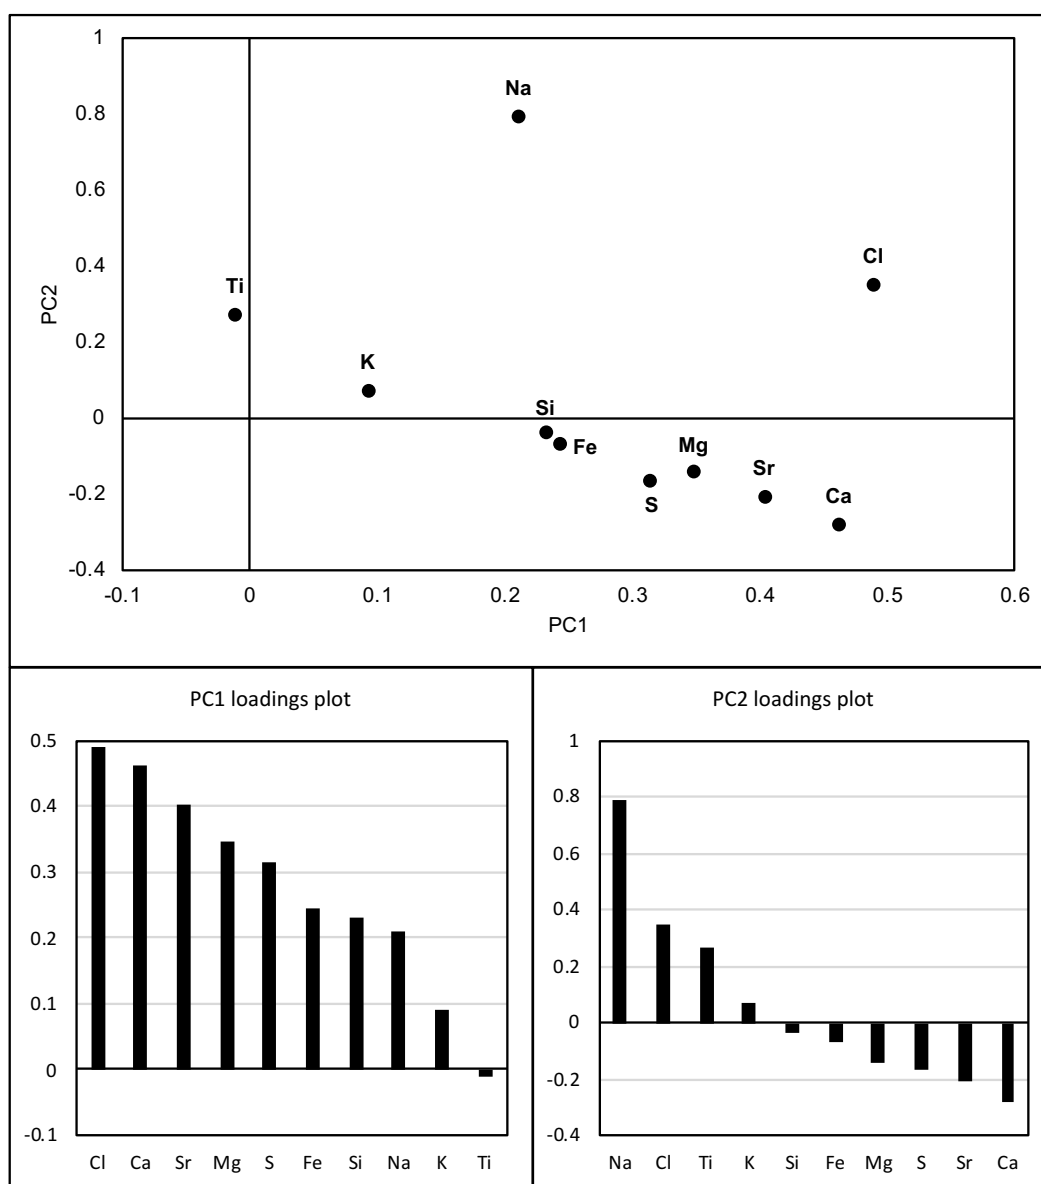 1
0.8
0.6
0.4
0.2
0
-0.2
-0.4
PC2
Na
Cl
Ti
K
Si
Fe
Mg
S
Sr
Ca
-0.1 0 0.1 0.2 0.3 0.4 0.5 0.6
PC1
PC1 loadings plot
0.5
0.4
0.3
0.2
0.1
0
-0.1
Cl Ca Sr Mg S Fe Si Na K Ti
PC2 loadings plot
1
0.8
0.6
0.4
0.2
0
-0.2
-0.4
Na Cl Ti K Si Fe Mg S Sr Ca